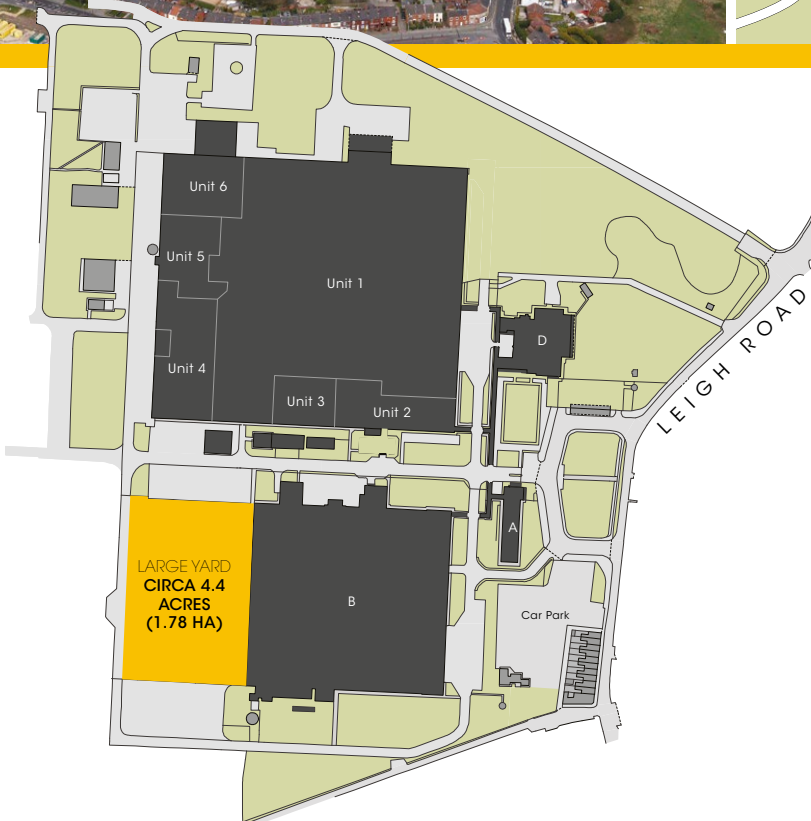 Unit 6
Unit 5
Unit 1
Unit 4
Unit 3
Unit 2
D
LEIGH ROAD
A
LARGE YARD
CIRCA 4.4
ACRES
(1.78 HA)
B
Car Park